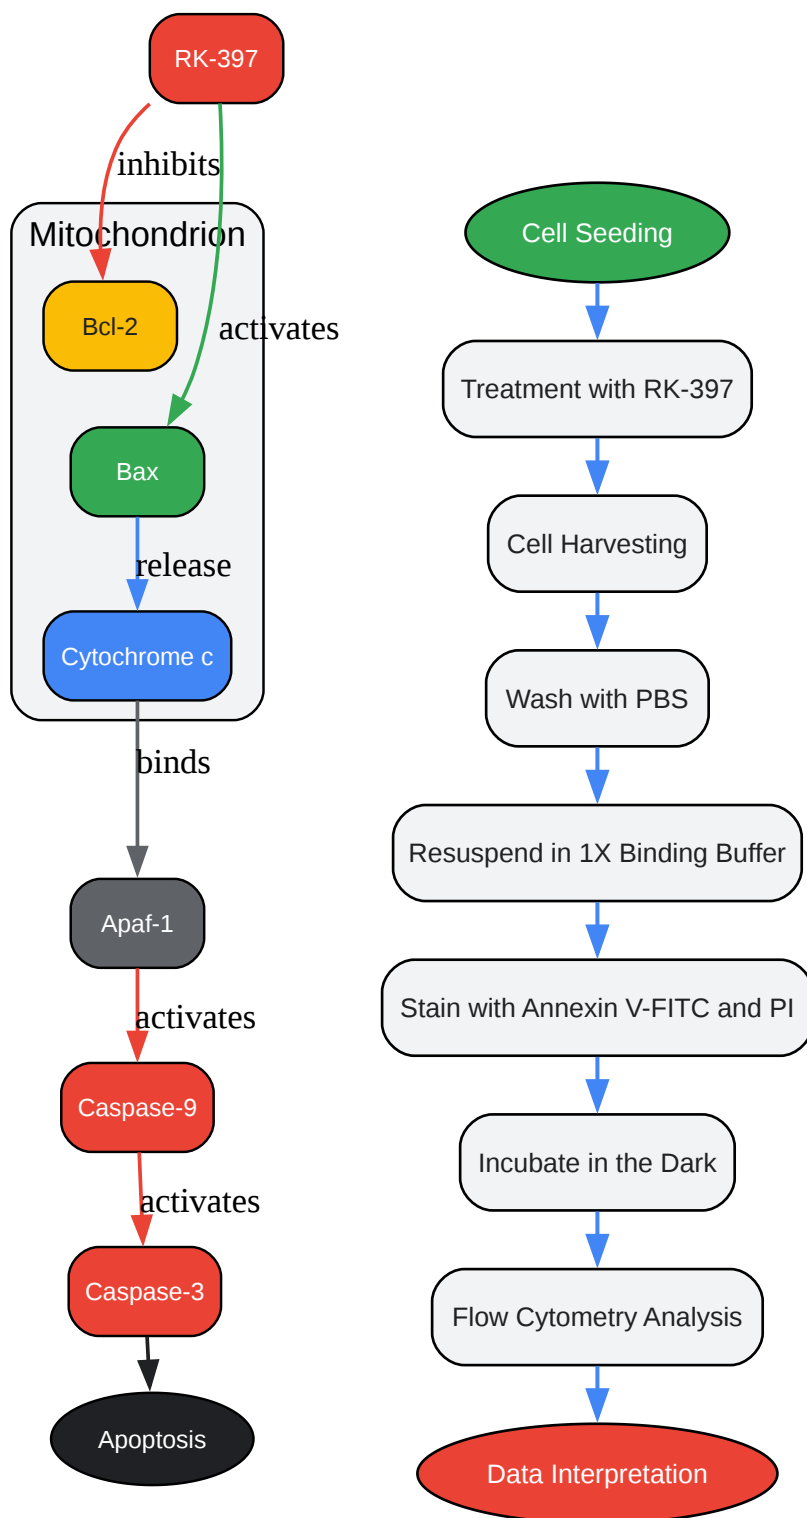 RK-397
inhibits
Mitochondrion
Bcl-2
activates
Bax
release
Cytochrome c
binds
Apaf-1
activates
Caspase-9
activates
Caspase-3
Apoptosis
Cell Seeding
Treatment with RK-397
Cell Harvesting
Wash with PBS
Resuspend in 1X Binding Buffer
Stain with Annexin V-FITC and PI
Incubate in the Dark
Flow Cytometry Analysis
Data Interpretation